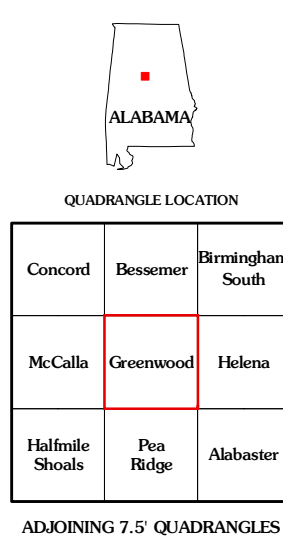 ALABAMA
QUADRANGLE LOCATION
Concord Bessemer Birmingham
South
McCalla Greenwood Helena
Halfmile Pea Alabaster
Shoals Ridge
ADJOINING 7.5' QUADRANGLES